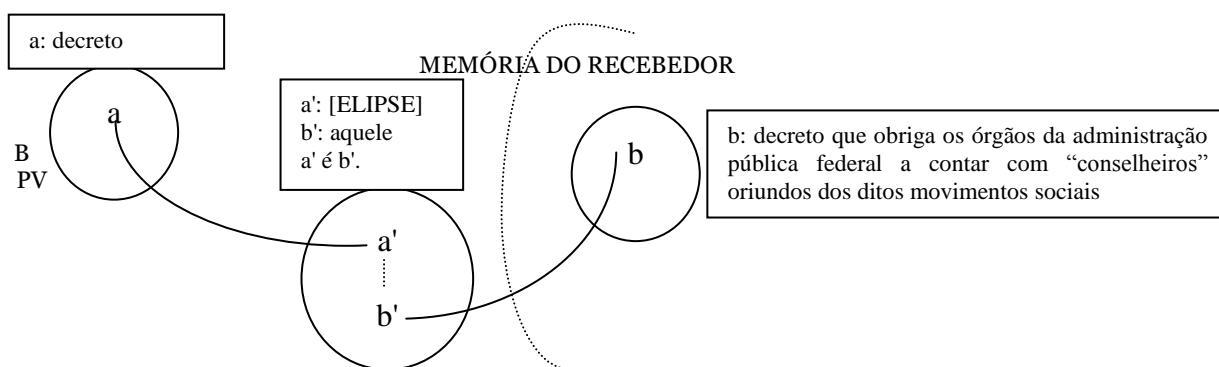 a: decreto
MEMÓRIA DO RECEBEDOR
a
B
PV
a': [ELIPSE]
b': aquele
a' é b'.
b
b: decreto que obriga os órgãos da administração
pública federal a contar com “conselheiros”
oriundos dos ditos movimentos sociais
a'
b'